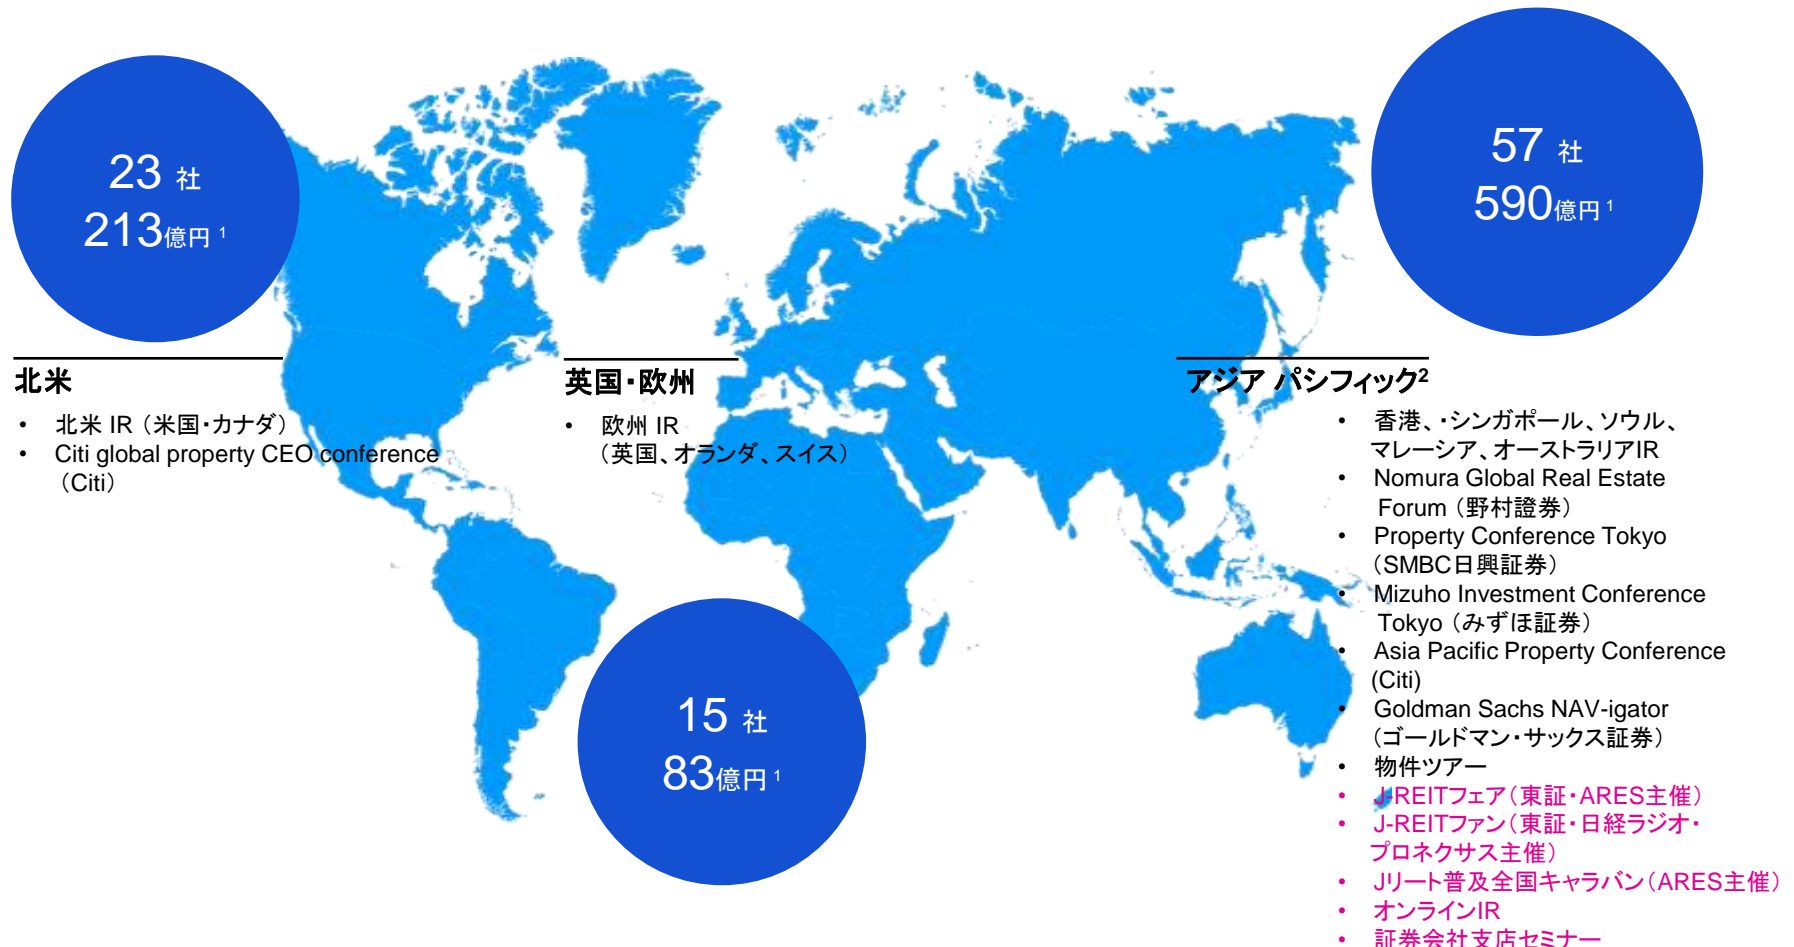 23 社
213億円 1
57 社
590億円 1
北米
• 北米 IR（米国・カナダ）
• Citi global property CEO conference
（Citi）
英国・欧州
• 欧州 IR
（英国、オランダ、スイス）
15 社
83億円 1
アジア パシフィック2
• 香港、・シンガポール、ソウル、
マレーシア、オーストラリアIR
• Nomura Global Real Estate
Forum（野村證券）
• Property Conference Tokyo
（SMBC日興証券）
• Mizuho Investment Conference
Tokyo（みずほ証券）
• Asia Pacific Property Conference
(Citi)
• Goldman Sachs NAV-igator
（ゴールドマン・サックス証券）
• 物件ツアー
• J-REITフェア（東証・ARES主催）
• J-REITファン（東証・日経ラジオ・
プロネクサス主催）
• Jリート普及全国キャラバン（ARES主催）
• オンラインIR
• 証券会社支店セミナー